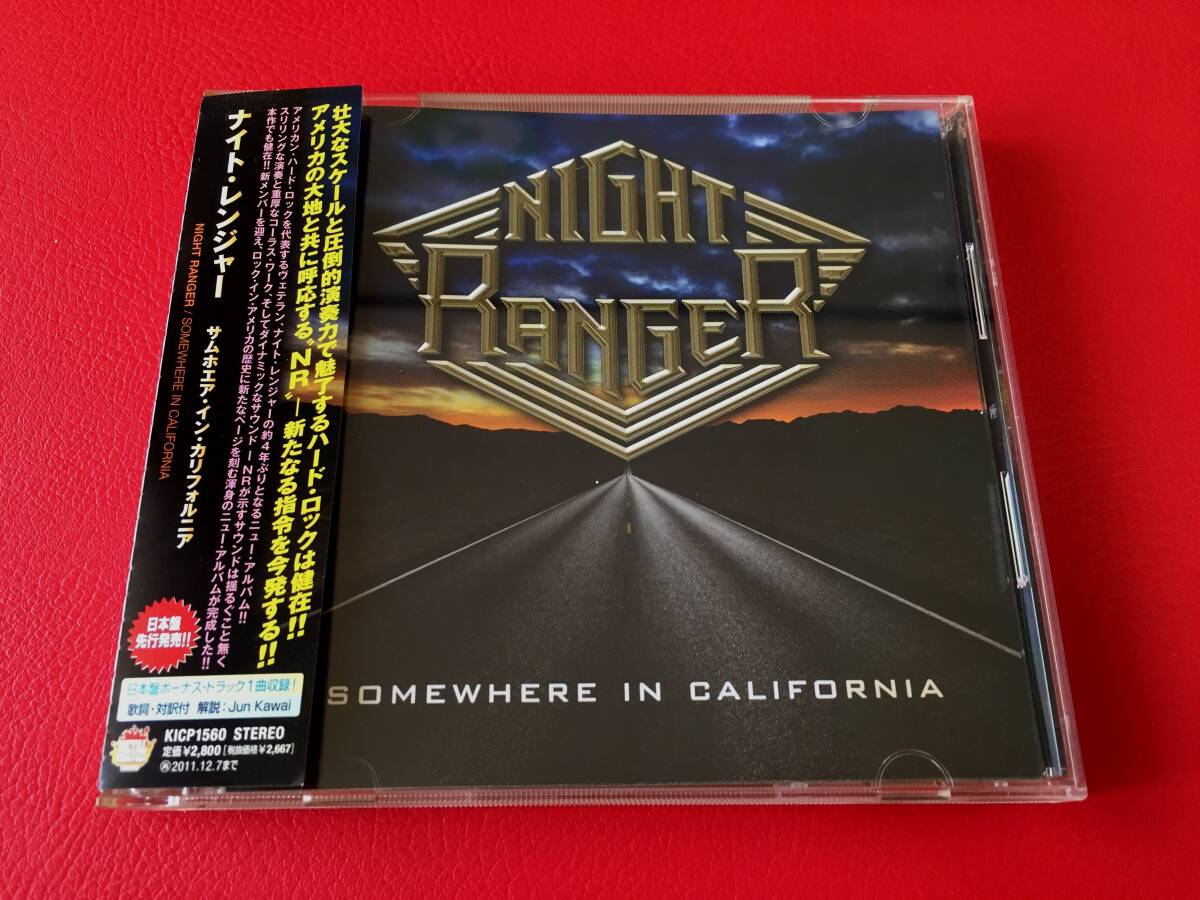 壮大なスケールと圧倒的演奏力で魅了するハード・ロックは健在!!
アメリカの大地と共に呼応する〝NR〟― 新たなる指令を今発する!!
アメリカン・ハード・ロックを代表するヴェテラン、ナイト・レンジャーの約4年ぶりとなるニュー・アルバム!!
スリリングな演奏と重厚なコーラス・ワーク、そしてダイナミックなサウンド ― NRが示すサウンドは揺るぐこと無く
本作でも健在!! 新メンバーを迎え、ロック・イン・アメリカの歴史に新たなページを刻む渾身のニュー・アルバムが完成した!!
ナイト・レンジャー
サムホエア・イン・カリフォルニア
NIGHT RANGER / SOMEWHERE IN CALIFORNIA
日本盤
先行発売!!
日本盤ボーナス・トラック1曲収録!
歌詞・対訳付 解説:Jun Kawai
KICP1560 STEREO
定価¥2,800 [税抜価格¥2,667]
再2011.12.7まで
NIGHT
RANGER
SOMEWHERE IN CALIFORNIA